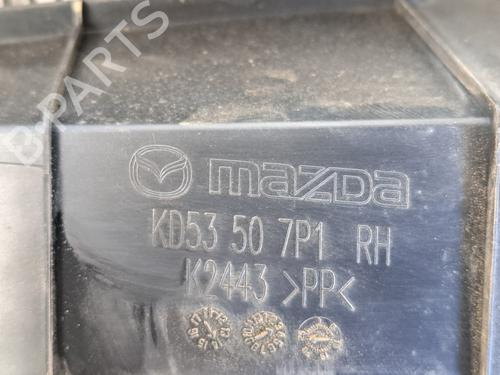 B-PARTS
mazda
KD53 50 7P1 RH
K2443 >PP<